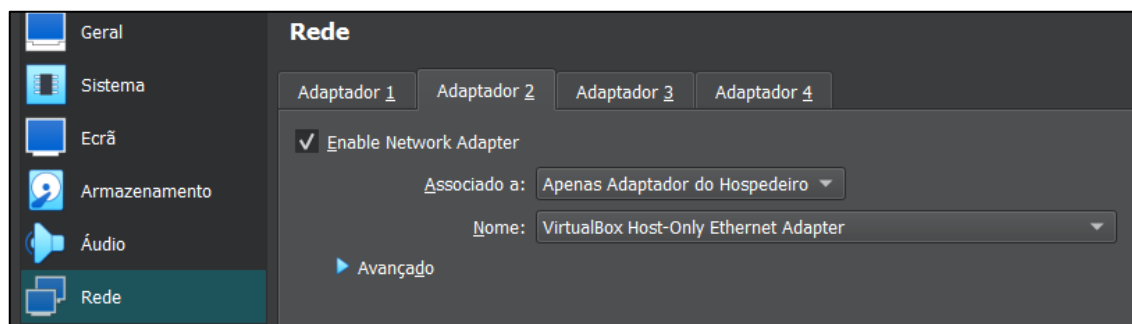 Geral
Sistema
Ecrã
Armazenamento
Áudio
Rede
Rede
Adaptador 1
Adaptador 2
Adaptador 3
Adaptador 4
Enable Network Adapter
Associado a: Apenas Adaptador do Hospedeiro
Nome: VirtualBox Host-Only Ethernet Adapter
Avançado